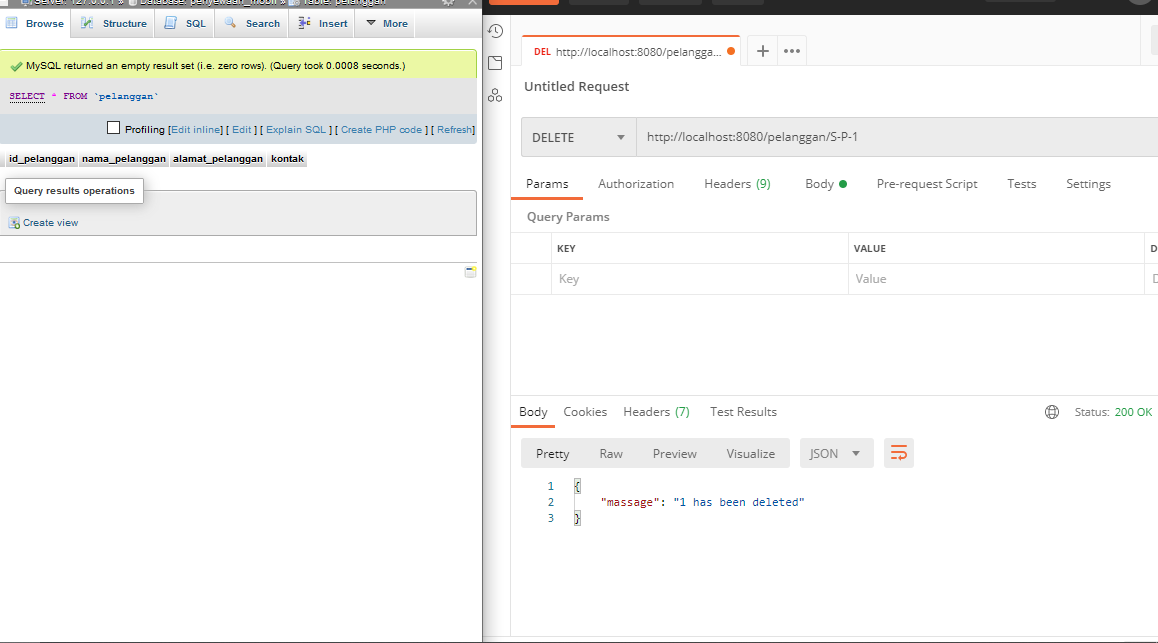 Server: 127.0.0.1 » Database: penyewaan_mobil » Table: pelanggan
Browse Structure SQL Search Insert More
MySQL returned an empty result set (i.e. zero rows). (Query took 0.0008 seconds.)
SELECT * FROM `pelanggan`
Profiling [Edit inline] [ Edit ] [ Explain SQL ] [ Create PHP code ] [ Refresh]
id_pelanggan nama_pelanggan alamat_pelanggan kontak
Query results operations
Create view
DEL http://localhost:8080/pelangga...
Untitled Request
DELETE http://localhost:8080/pelanggan/S-P-1
Params Authorization Headers (9) Body Pre-request Script Tests Settings
Query Params
KEY VALUE D
Key Value D
Body Cookies Headers (7) Test Results Status: 200 OK
Pretty Raw Preview Visualize JSON
1 {
2 "massage": "1 has been deleted"
3 }